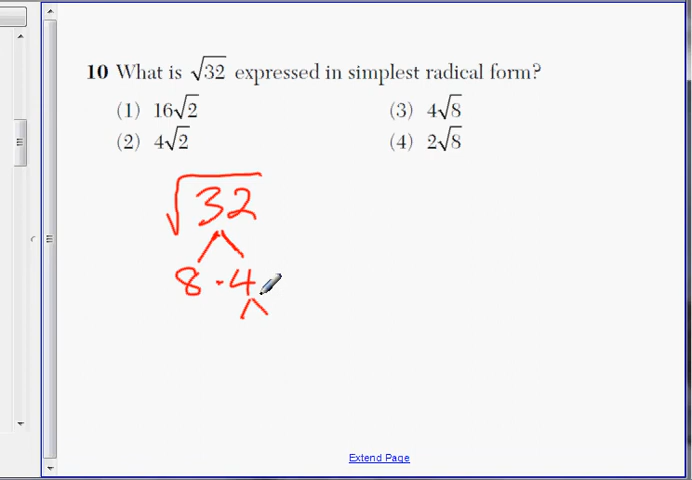 10 What is √32 expressed in simplest radical form?
(1) 16√2 (3) 4√8
(2) 4√2 (4) 2√8
√32
8 · 4
Extend Page